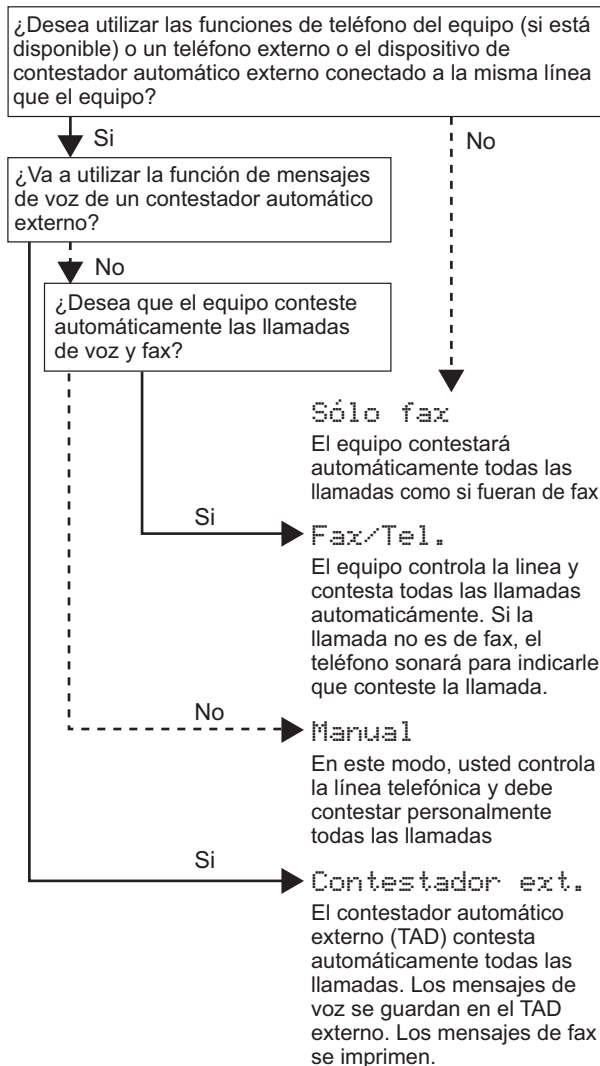 ¿Desea utilizar las funciones de teléfono del equipo (si está
disponible) o un teléfono externo o el dispositivo de
contestador automático externo conectado a la misma línea
que el equipo?
Si
No
¿Va a utilizar la función de mensajes
de voz de un contestador automático
externo?
No
¿Desea que el equipo conteste
automáticamente las llamadas
de voz y fax?
Sólo fax
El equipo contestará
automáticamente todas las
llamadas como si fueran de fax
Si
Fax/Tel.
El equipo controla la linea y
contesta todas las llamadas
automaticámente. Si la
llamada no es de fax, el
teléfono sonará para indicarle
que conteste la llamada.
No
Manual
En este modo, usted controla
la línea telefónica y debe
contestar personalmente
todas las llamadas
Si
Contestador ext.
El contestador automático
externo (TAD) contesta
automáticamente todas las
llamadas. Los mensajes de
voz se guardan en el TAD
externo. Los mensajes de fax
se imprimen.